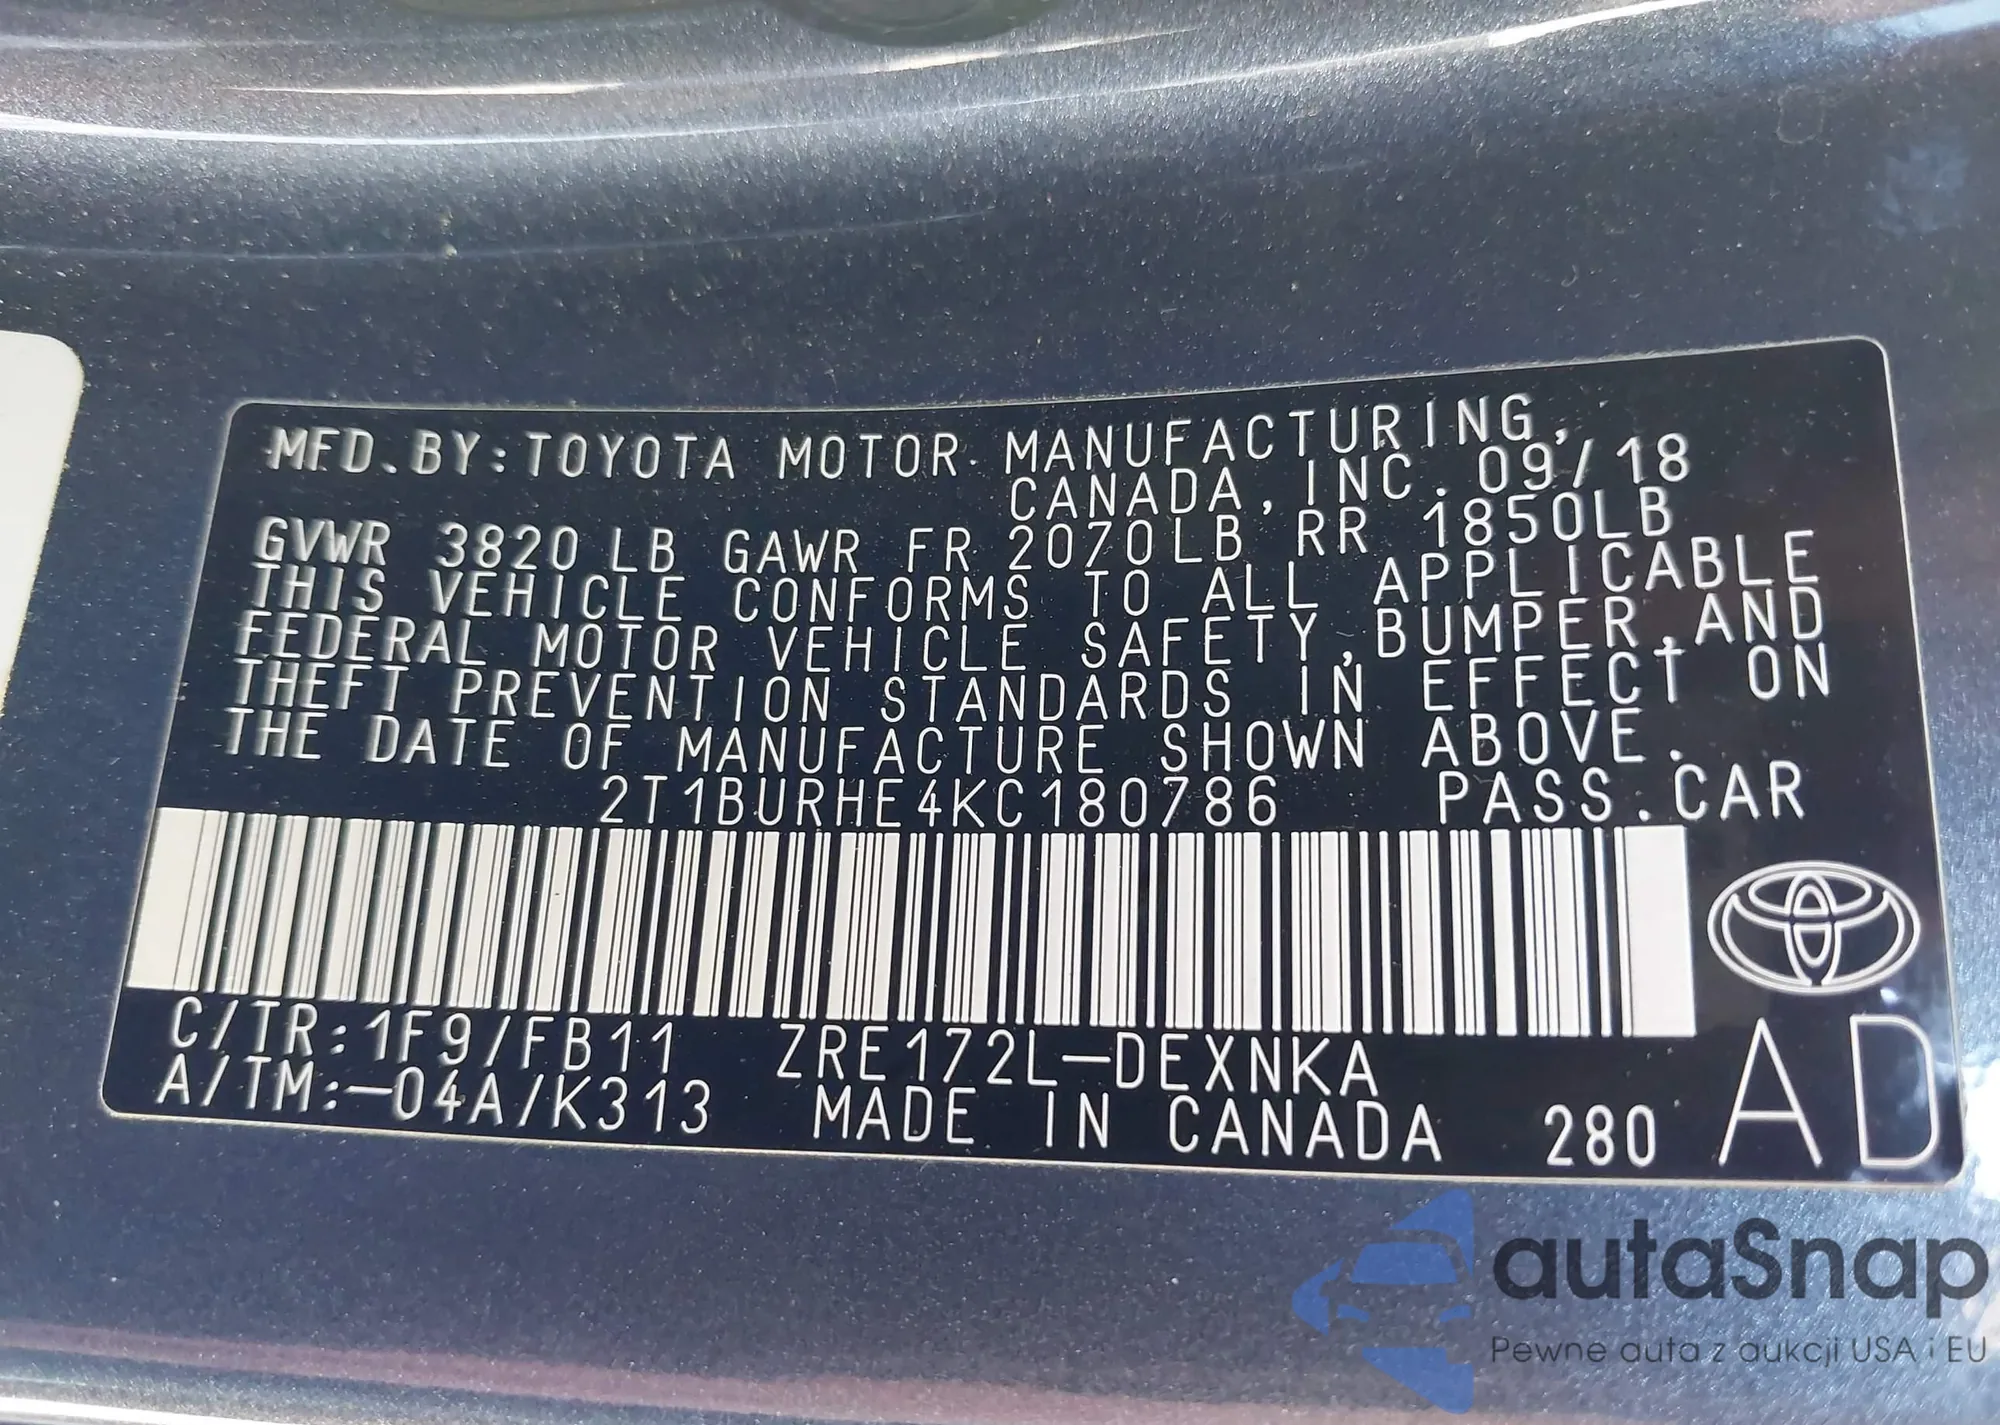 MFD.BY:TOYOTA MOTOR MANUFACTURING,
CANADA,INC. 09/18
GVWR 3820 LB GAWR FR 2070LB RR 1850LB
THIS VEHICLE CONFORMS TO ALL APPLICABLE
FEDERAL MOTOR VEHICLE SAFETY,BUMPER,AND
THEFT PREVENTION STANDARDS IN EFFECT ON
THE DATE OF MANUFACTURE SHOWN ABOVE.
2T1BURHE4KC180786 PASS.CAR
C/TR:1F9/FB11 ZRE172L-DEXNKA
A/TM:-04A/K313 MADE IN CANADA 280 AD
autaSnap
Pewne auta z aukcji USA i EU